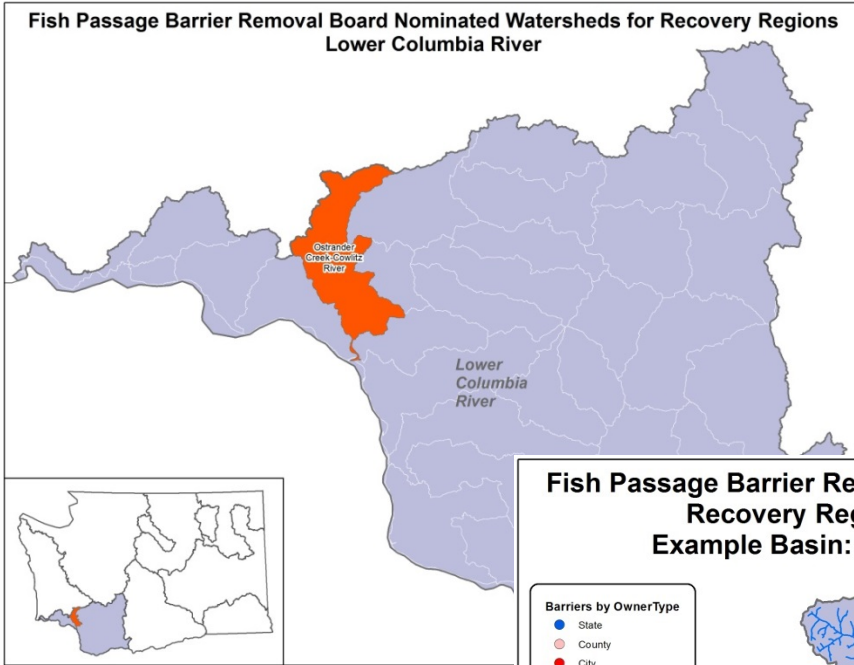 Fish Passage Barrier Removal Board Nominated Watersheds for Recovery Regions
Lower Columbia River
Ostrander
Creek-Cowlitz
River
Lower
Columbia
River
Fish Passage Barrier Re
Recovery Reg
Example Basin:
Barriers by OwnerType
State
County
City